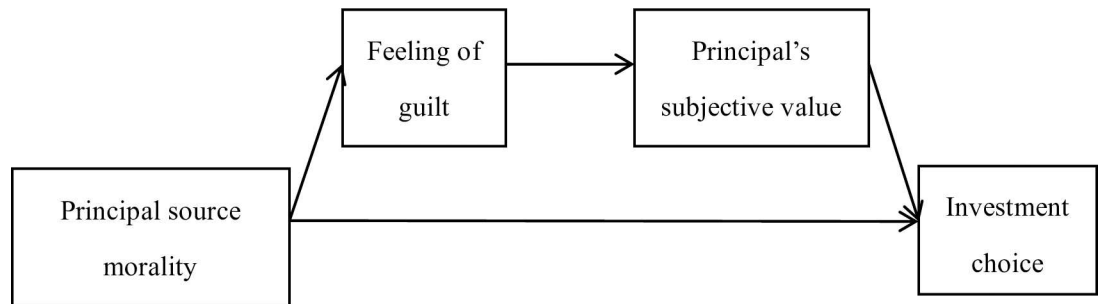 Feeling of
guilt
Principal’s
subjective value
Principal source
morality
Investment
choice